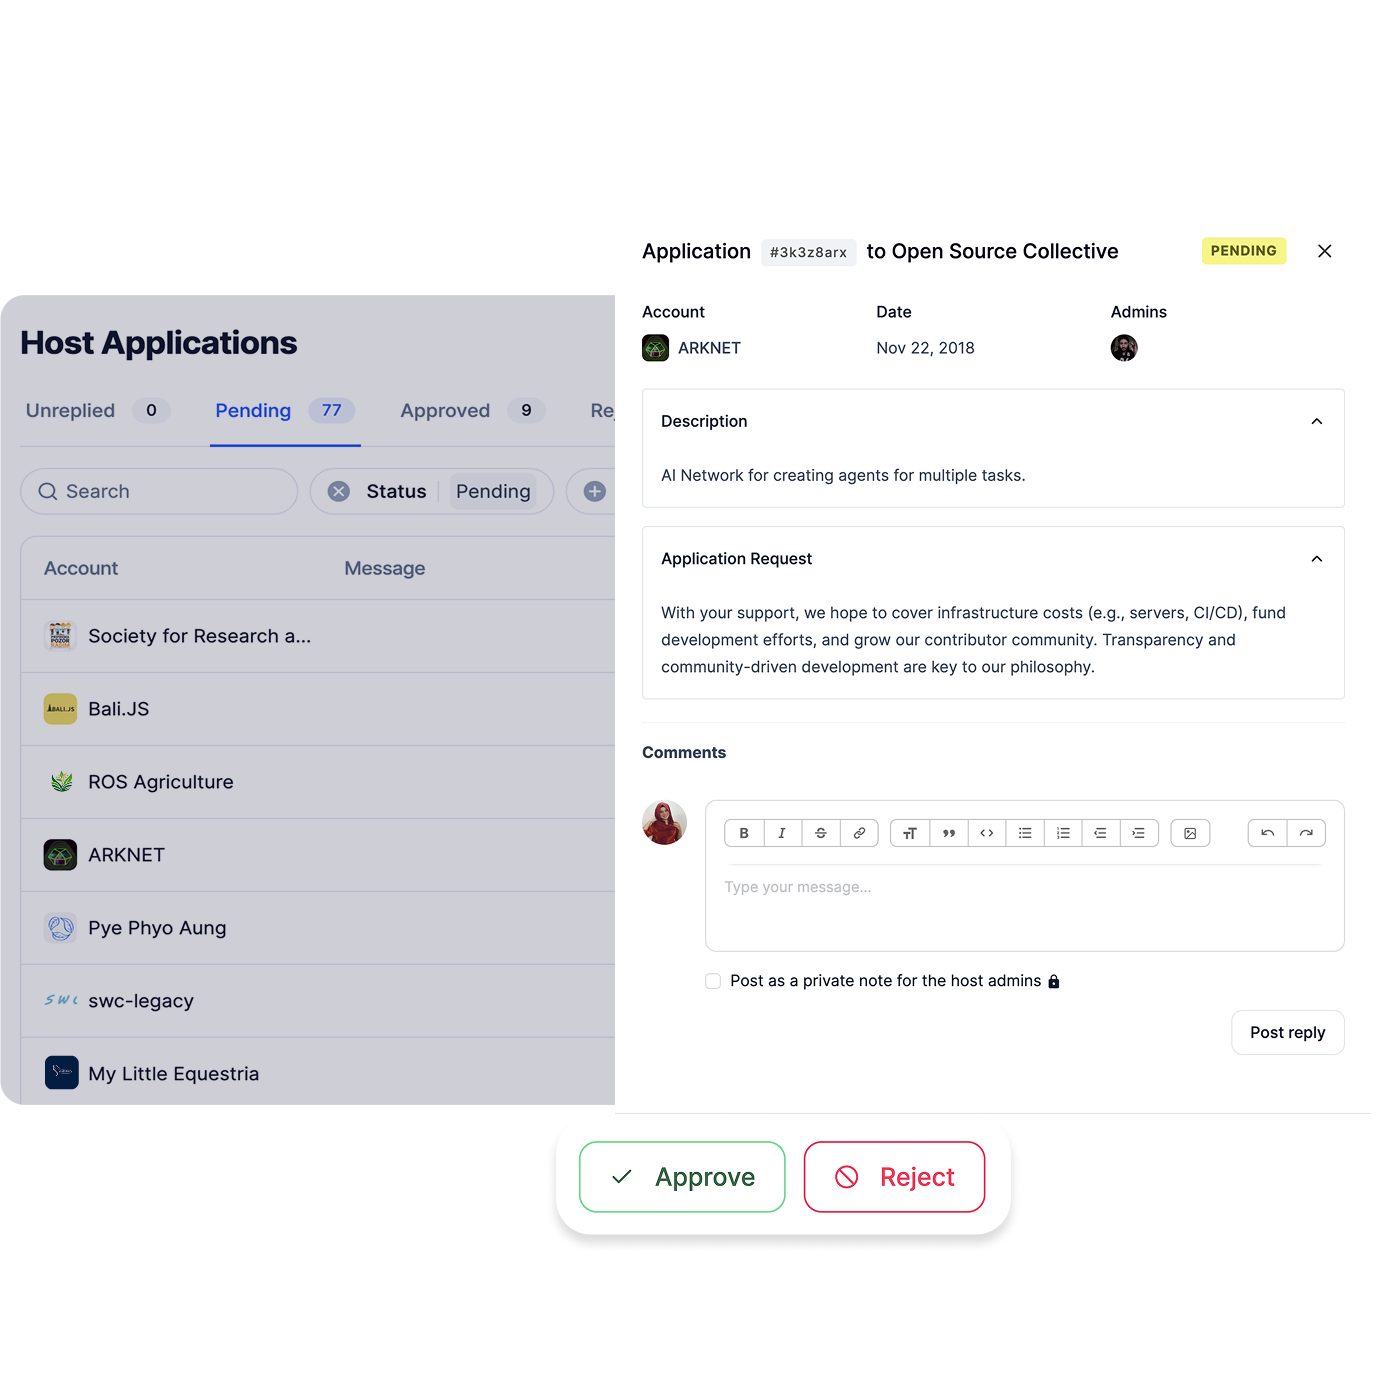 Application #3k3z8arx to Open Source Collective PENDING
Account Date Admins
ARKNET Nov 22, 2018
Description
AI Network for creating agents for multiple tasks.
Application Request
With your support, we hope to cover infrastructure costs (e.g., servers, CI/CD), fund
development efforts, and grow our contributor community. Transparency and
community-driven development are key to our philosophy.
Comments
Type your message...
Post as a private note for the host admins
Post reply
Approve Reject
Host Applications
Unreplied 0 Pending 77 Approved 9 Re
Search Status Pending
Account Message
Society for Research a...
BALI.JS Bali.JS
ROS Agriculture
ARKNET
Pye Phyo Aung
SWC swc-legacy
My Little Equestria